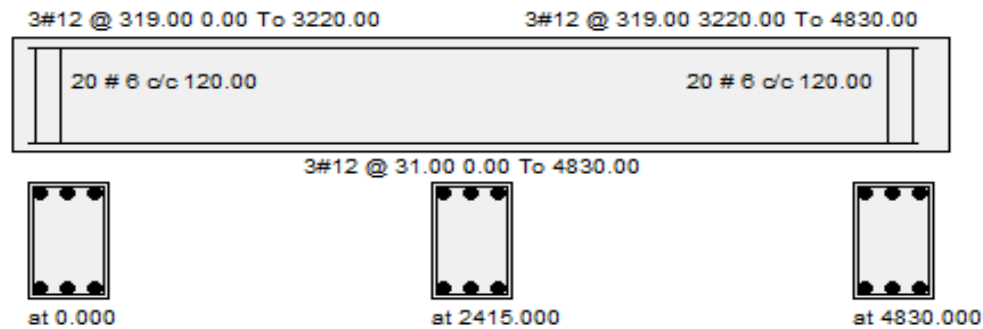 3#12 @ 319.00 0.00 To 3220.00 3#12 @ 319.00 3220.00 To 4830.00
20 # 6 c/c 120.00 20 # 6 c/c 120.00
3#12 @ 31.00 0.00 To 4830.00
at 0.000 at 2415.000 at 4830.000